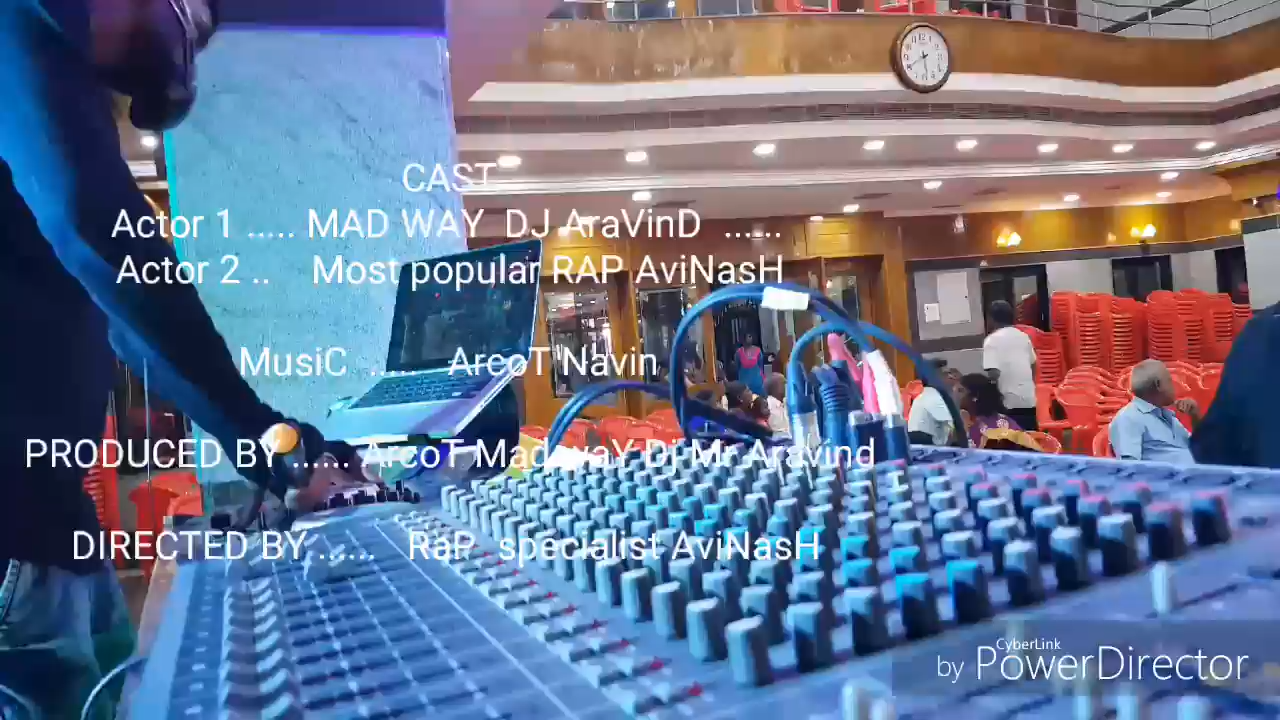 CAST
Actor 1 ..... MAD WAY DJ AraVinD ......
Actor 2 .. Most popular RAP AviNasH
MusiC ..... ArcoT Navin
PRODUCED BY ...... ArcoT MadwaY Dj Mr Aravind
DIRECTED BY ...... RaP specialist AviNasH
CyberLink
by PowerDirector